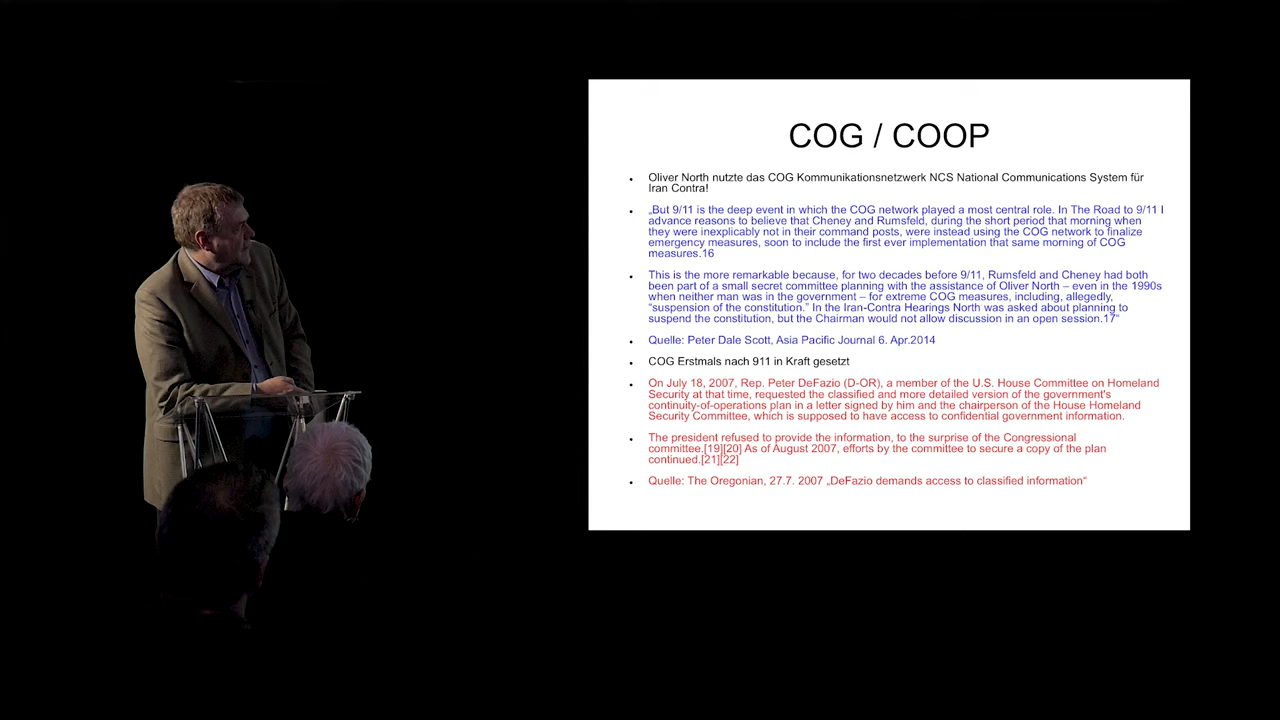 COG / COOP
Oliver North nutzte das COG Kommunikationsnetzwerk NCS National Communications System für
Iran Contra!
„But 9/11 is the deep event in which the COG network played a most central role. In The Road to 9/11 I
advance reasons to believe that Cheney and Rumsfeld, during the short period that morning when
they were inexplicably not in their command posts, were instead using the COG network to finalize
emergency measures, soon to include the first ever implementation that same morning of COG
measures.16
This is the more remarkable because, for two decades before 9/11, Rumsfeld and Cheney had both
been part of a small secret committee planning with the assistance of Oliver North – even in the 1990s
when neither man was in the government – for extreme COG measures, including, allegedly,
“suspension of the constitution.” In the Iran-Contra Hearings North was asked about planning to
suspend the constitution, but the Chairman would not allow discussion in an open session.17“
Quelle: Peter Dale Scott, Asia Pacific Journal 6. Apr.2014
COG Erstmals nach 911 in Kraft gesetzt
On July 18, 2007, Rep. Peter DeFazio (D-OR), a member of the U.S. House Committee on Homeland
Security at that time, requested the classified and more detailed version of the government's
continuity-of-operations plan in a letter signed by him and the chairperson of the House Homeland
Security Committee, which is supposed to have access to confidential government information.
The president refused to provide the information, to the surprise of the Congressional
committee.[19][20] As of August 2007, efforts by the committee to secure a copy of the plan
continued.[21][22]
Quelle: The Oregonian, 27.7. 2007 „DeFazio demands access to classified information“